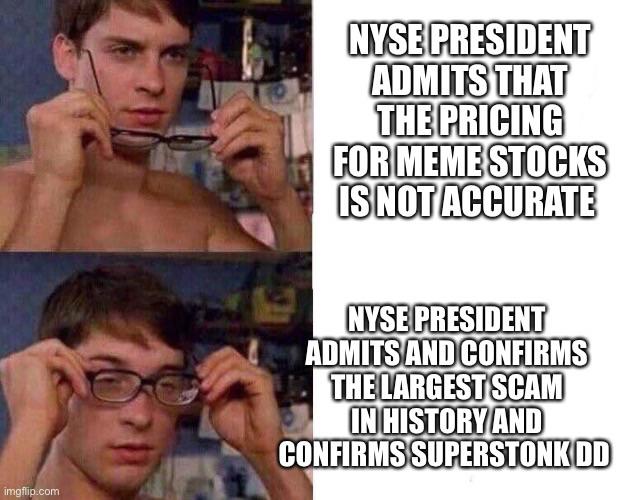 NYSE PRESIDENT
ADMITS THAT
THE PRICING
FOR MEME STOCKS
IS NOT ACCURATE
NYSE PRESIDENT
ADMITS AND CONFIRMS
THE LARGEST SCAM
IN HISTORY AND
CONFIRMS SUPERSTONK DD
imgflip.com